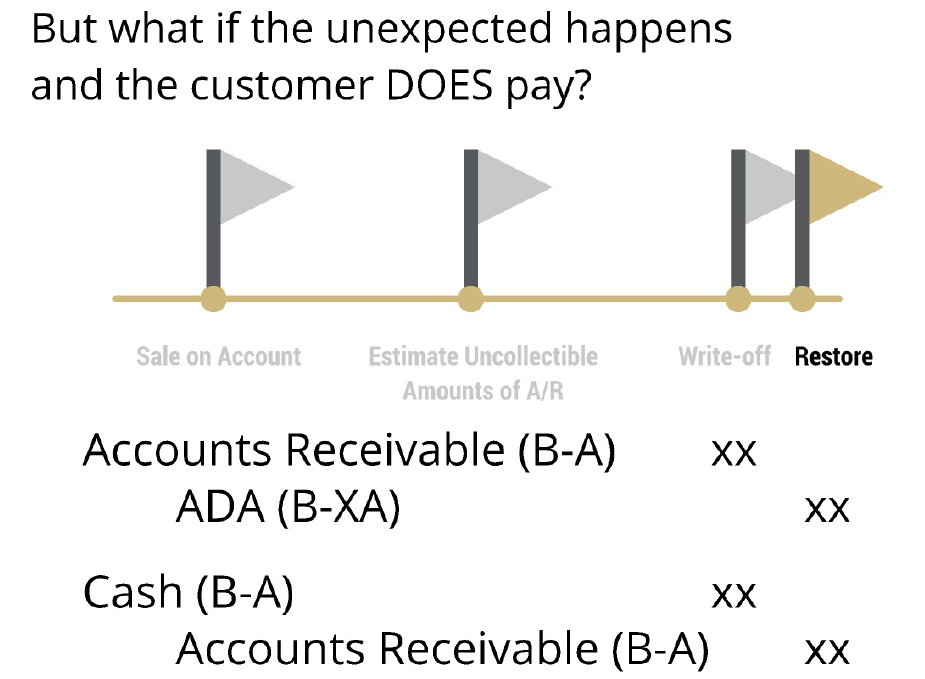 But what if the unexpected happens
and the customer DOES pay?
Sale on Account
Estimate Uncollectible
Amounts of A/R
Write-off
Restore
Accounts Receivable (B-A) xx
ADA (B-XA) xx
Cash (B-A) xx
Accounts Receivable (B-A) xx